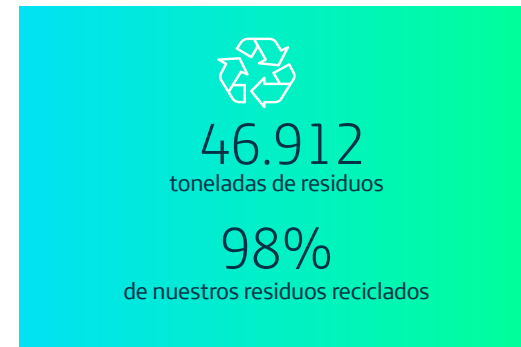 46.912
toneladas de residuos
98%
de nuestros residuos reciclados